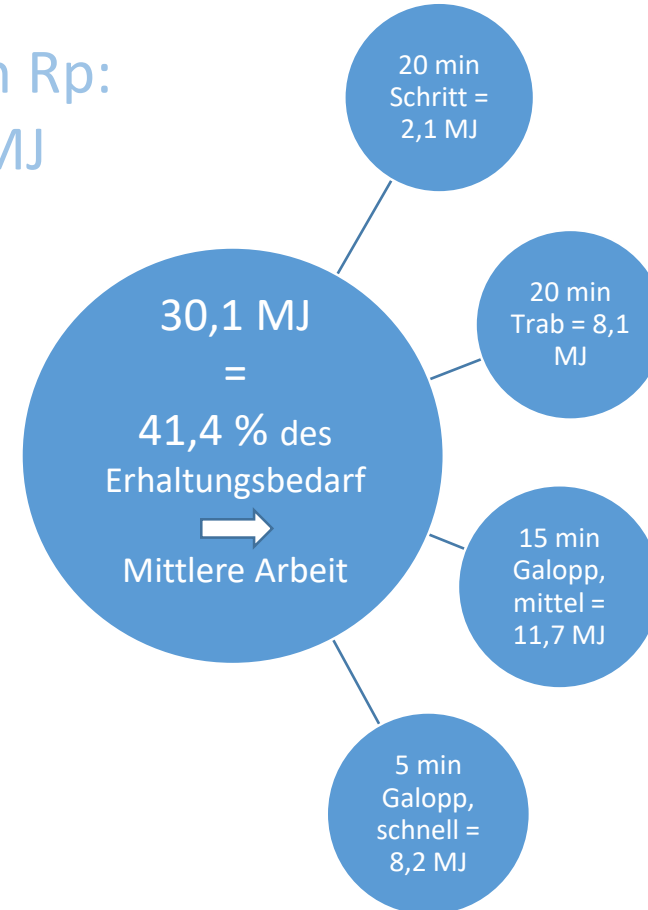 Rp:
MJ
20 min
Schritt =
2,1 MJ
30,1 MJ
=
41,4 % des
Erhaltungsbedarf
Mittlere Arbeit
20 min
Trab = 8,1
MJ
15 min
Galopp,
mittel =
11,7 MJ
5 min
Galopp,
schnell =
8,2 MJ